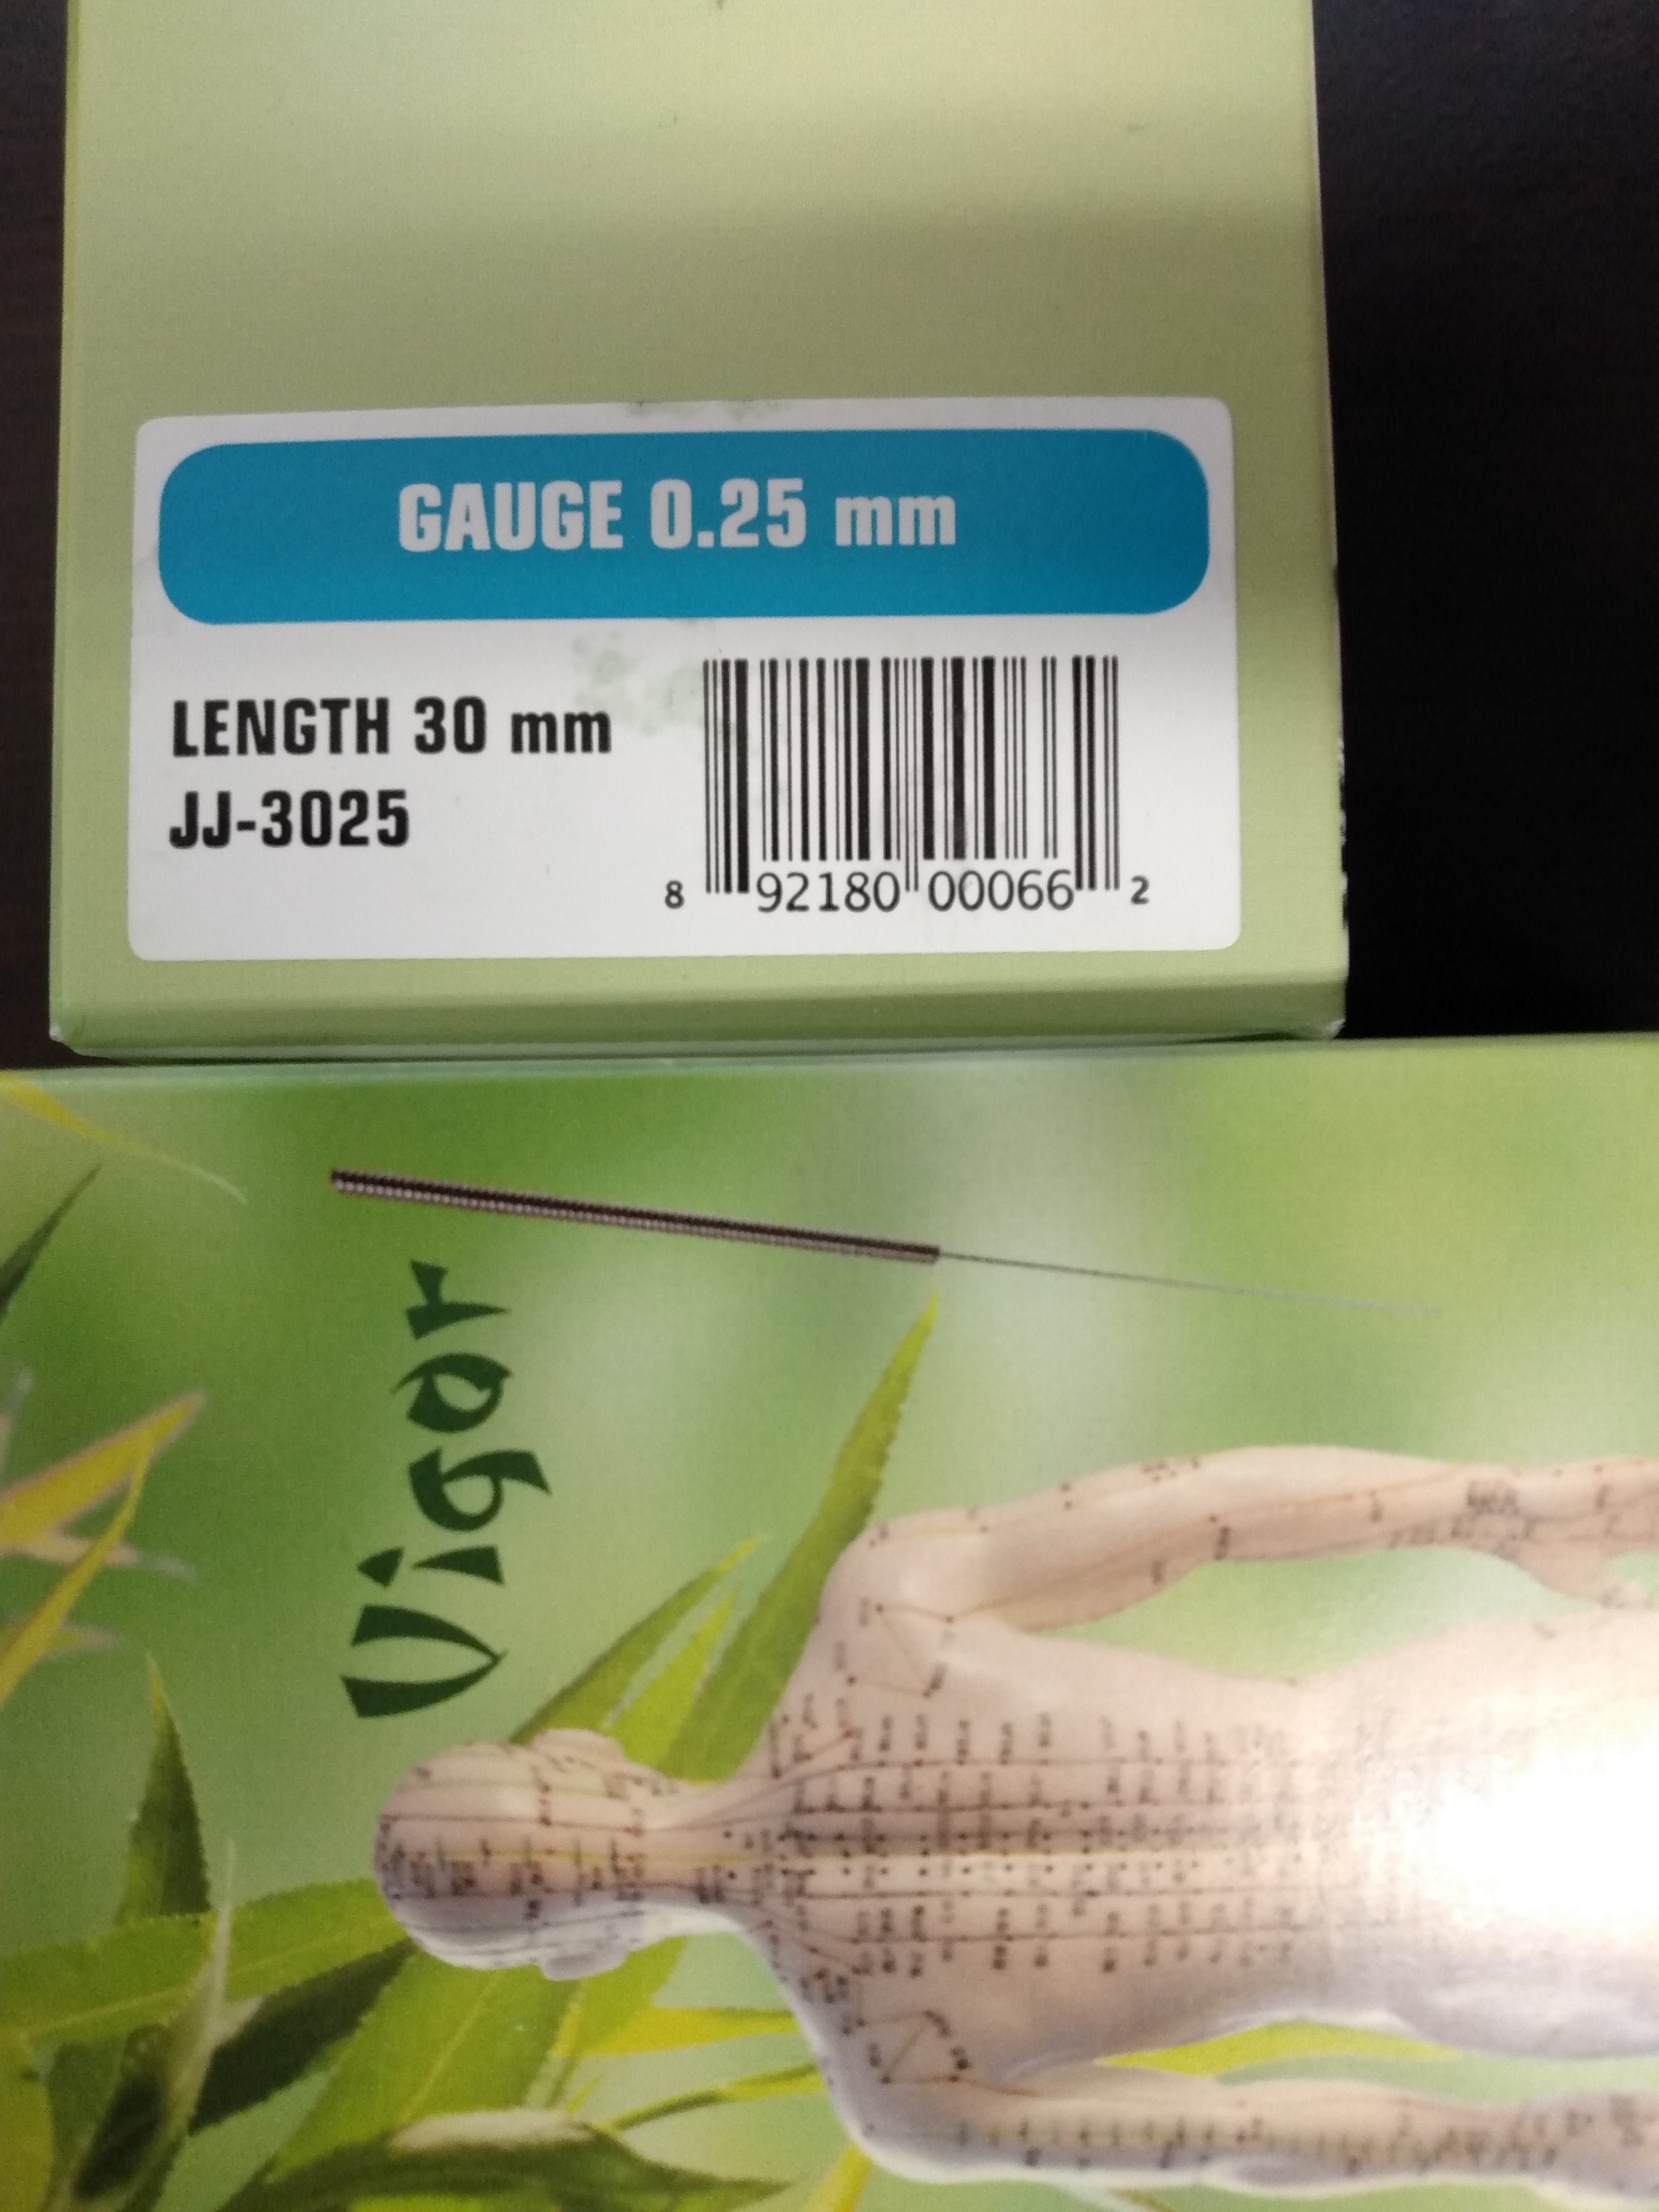 GAUGE 0.25 mm
LENGTH 30 mm
JJ-3025
8 92180 00066 2
Vigor